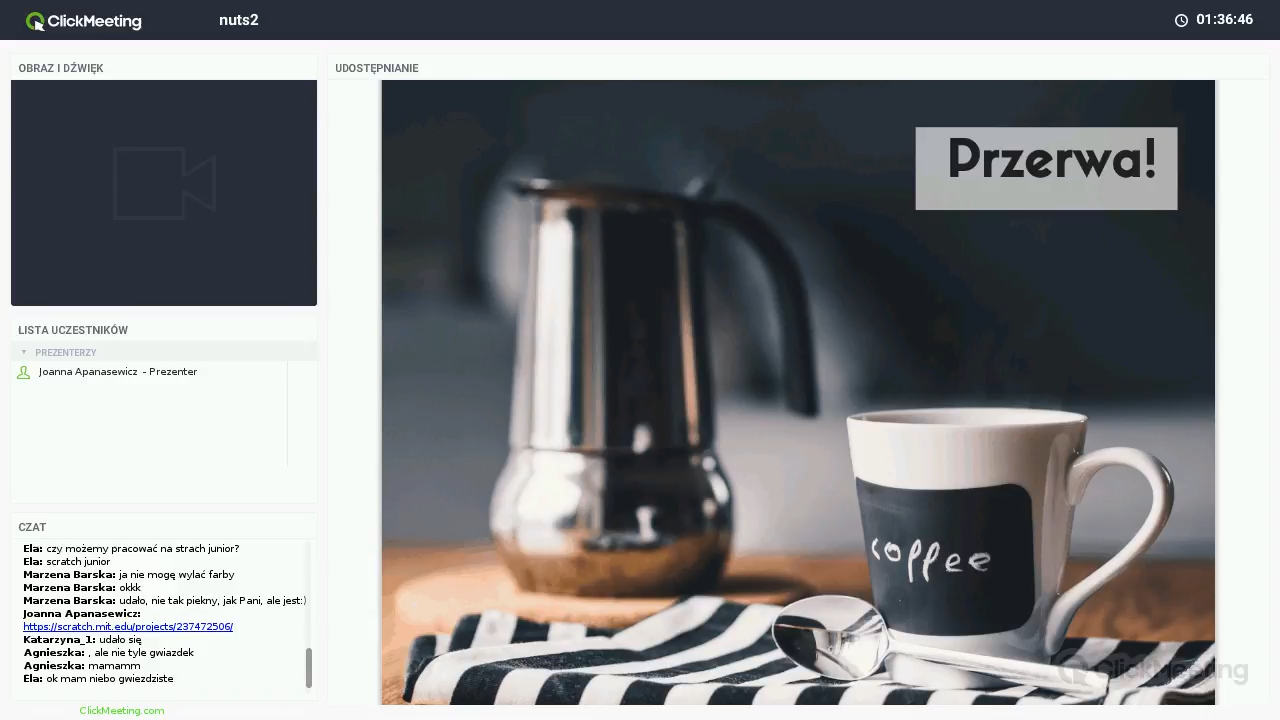 ClickMeeting
nuts2
01:36:46
OBRAZ I DŹWIĘK
UDOSTĘPNIANIE
Przerwa!
coffee
LISTA UCZESTNIKÓW
PREZENTERZY
Joanna Apanasewicz - Prezenter
CZAT
Ela: czy możemy pracować na strach junior?
Ela: scratch junior
Marzena Barska: ja nie mogę wylać farby
Marzena Barska: okkk
Marzena Barska: udało, nie tak piekny, jak Pani, ale jest:)
Joanna Apanasewicz:
https://scratch.mit.edu/projects/237472506/
Katarzyna_1: udało się
Agnieszka: , ale nie tyle gwiazdek
Agnieszka: mamamm
Ela: ok mam niebo gwiezdziste
ClickMeeting
ClickMeeting.com